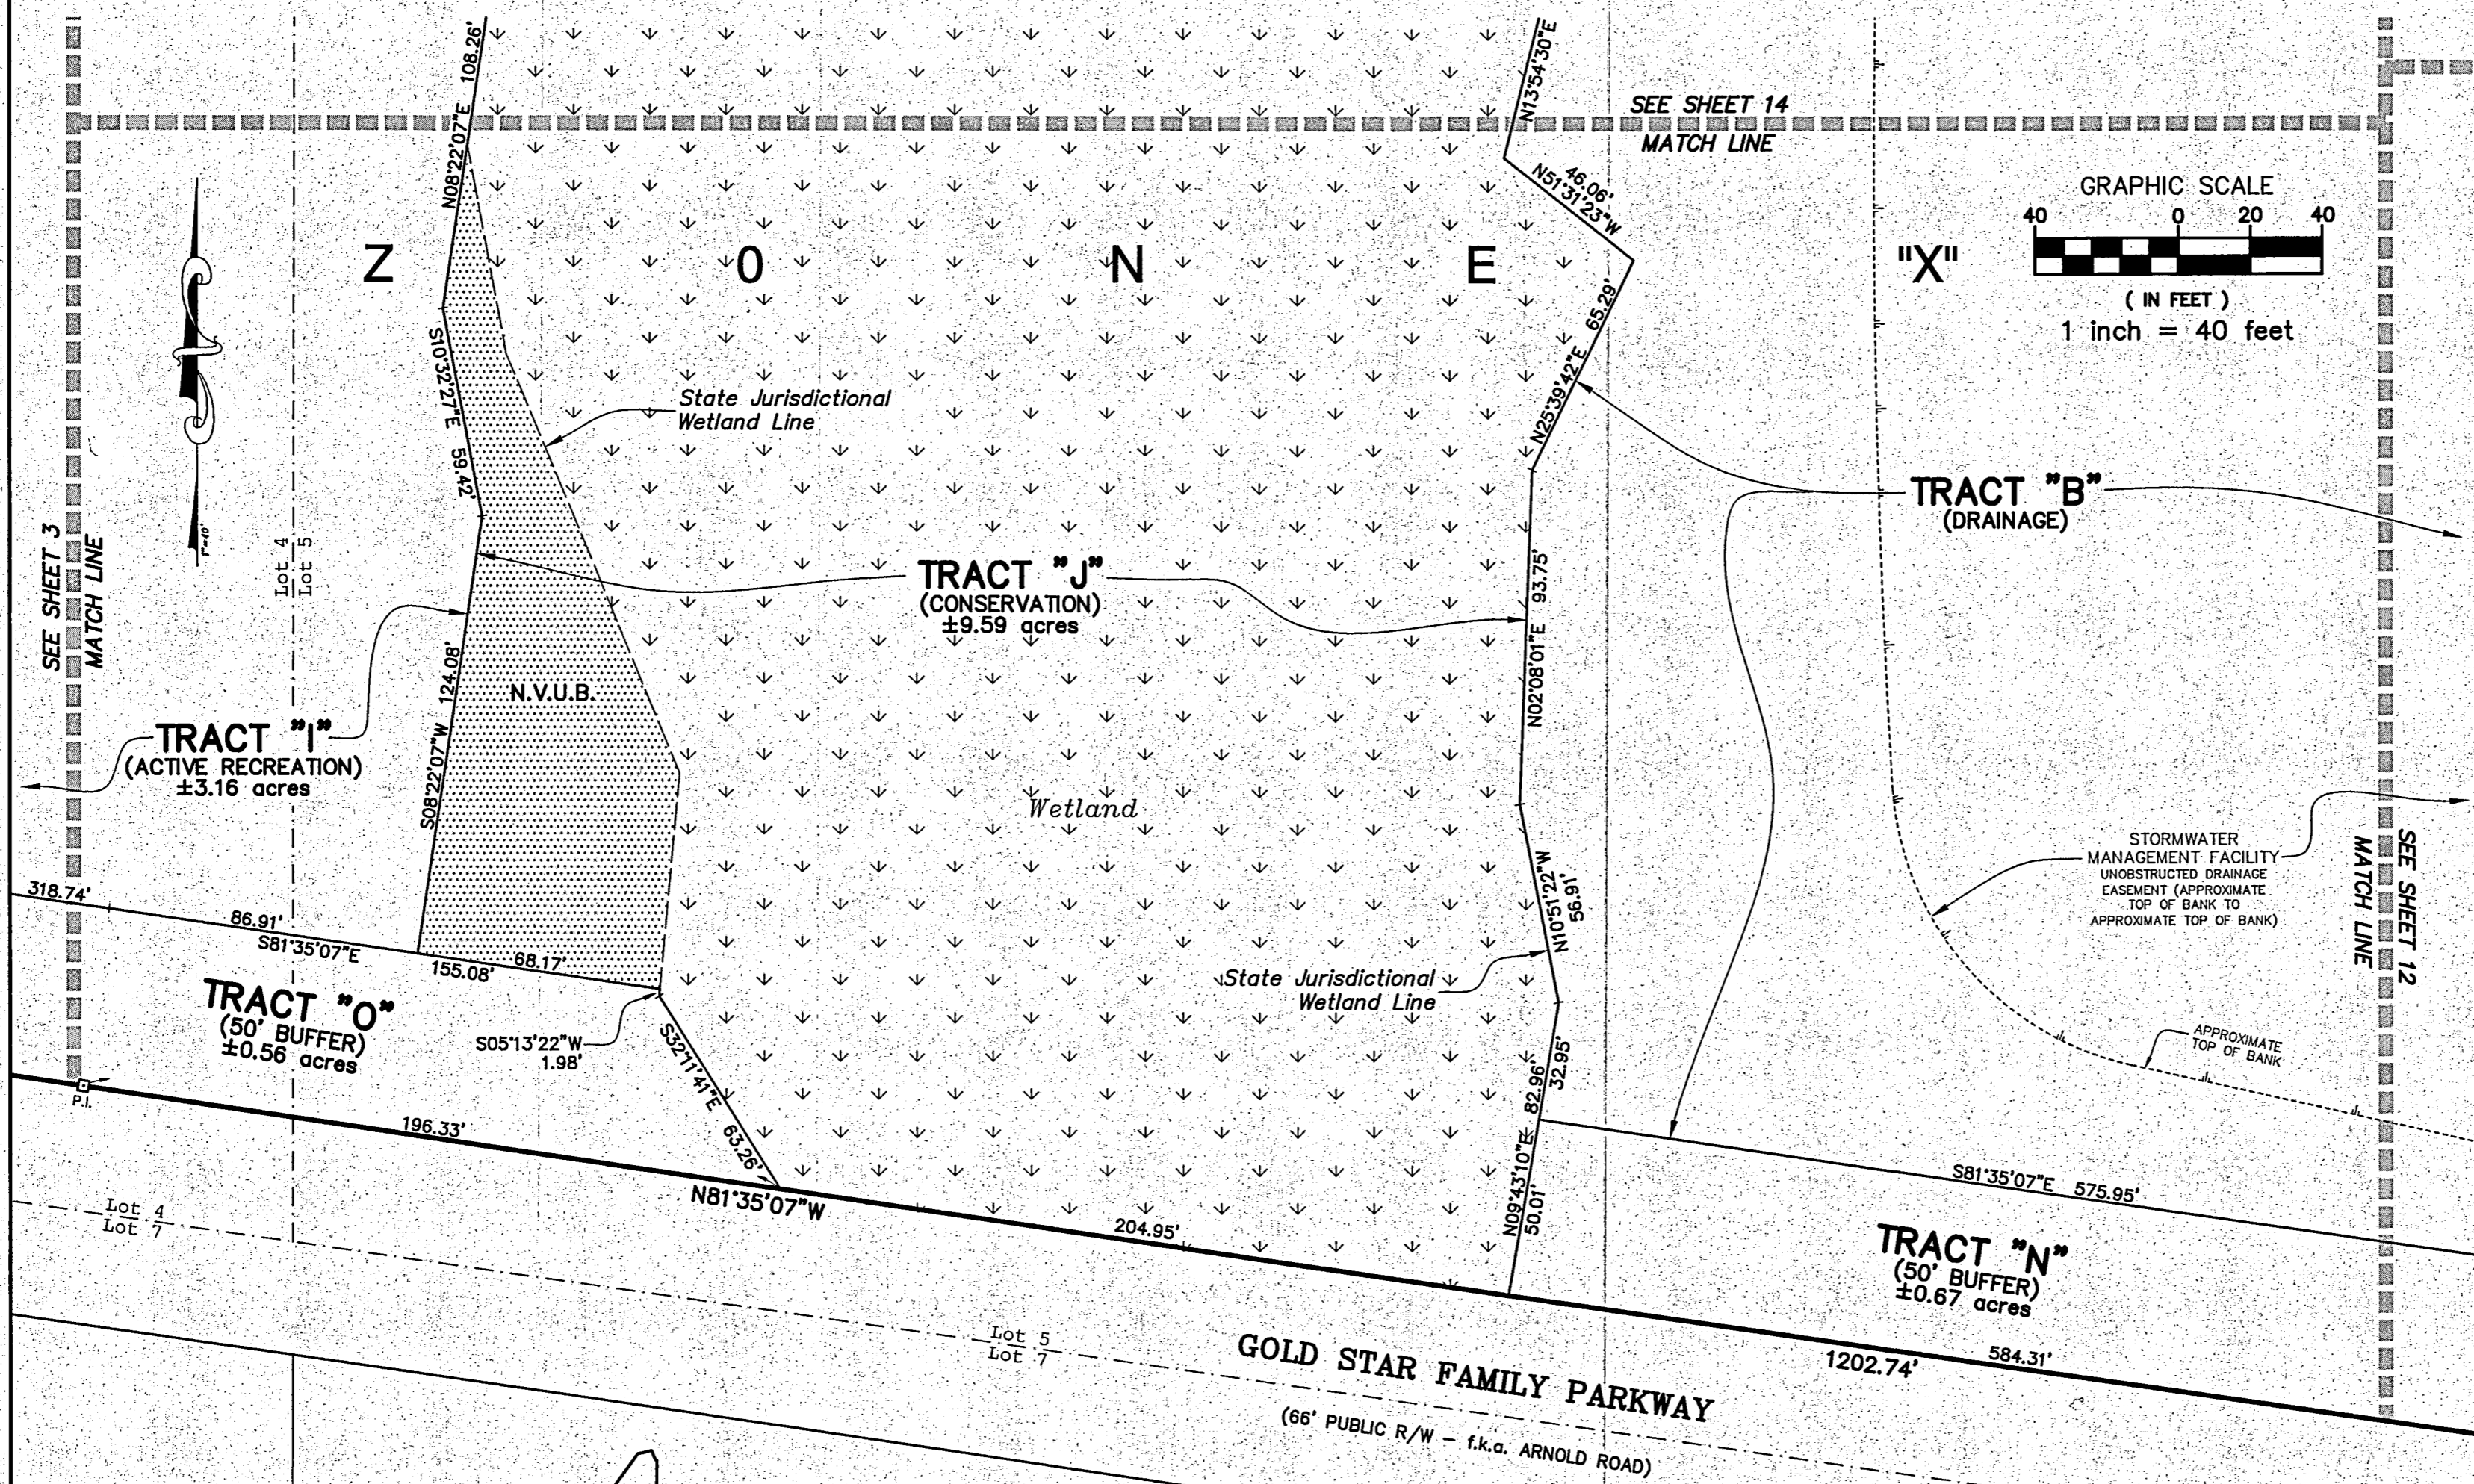 108.26'
N08°22'07"E
N13°54'30"E
SEE SHEET 14
MATCH LINE
46.06'
N51°31'23"W
GRAPHIC SCALE
40 0 20 40
( IN FEET )
1 inch = 40 feet
Z O N E "X"
65.29'
N25°39'42"E
S10°32'27"E 59.42'
State Jurisdictional
Wetland Line
1"=40'
SEE SHEET 3
MATCH LINE
Lot 4
Lot 5
TRACT "B"
(DRAINAGE)
TRACT "J"
(CONSERVATION)
±9.59 acres
N02°08'01"E 93.75'
S08°22'07"W 124.08'
N.V.U.B.
TRACT "I"
(ACTIVE RECREATION)
±3.16 acres
Wetland
STORMWATER
MANAGEMENT FACILITY
UNOBSTRUCTED DRAINAGE
EASEMENT (APPROXIMATE
TOP OF BANK TO
APPROXIMATE TOP OF BANK)
SEE SHEET 12
MATCH LINE
N10°51'22"W
56.91'
318.74'
86.91'
S81°35'07"E
155.08'
68.17'
State Jurisdictional
Wetland Line
TRACT "O"
(50' BUFFER)
±0.56 acres
S05°13'22"W
1.98'
S32°11'41"E 63.26'
APPROXIMATE
TOP OF BANK
82.96'
32.95'
P.I.
196.33'
N81°35'07"W
204.95'
N09°43'10"E
50.01'
S81°35'07"E 575.95'
TRACT "N"
(50' BUFFER)
±0.67 acres
Lot 4
Lot 7
Lot 5
Lot 7
GOLD STAR FAMILY PARKWAY
(66' PUBLIC R/W - f.k.a. ARNOLD ROAD)
1202.74'
584.31'